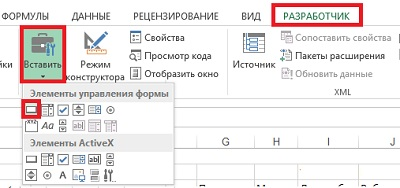 ФОРМУЛЫ ДАННЫЕ РЕЦЕНЗИРОВАНИЕ ВИД РАЗРАБОТЧИК
Вставить
Режим конструктора
Свойства
Просмотр кода
Отобразить окно
Источник
Сопоставить свойства
Пакеты расширения
Обновить данные
XML
Элементы управления формы
Aa
Элементы ActiveX
A
G H I J